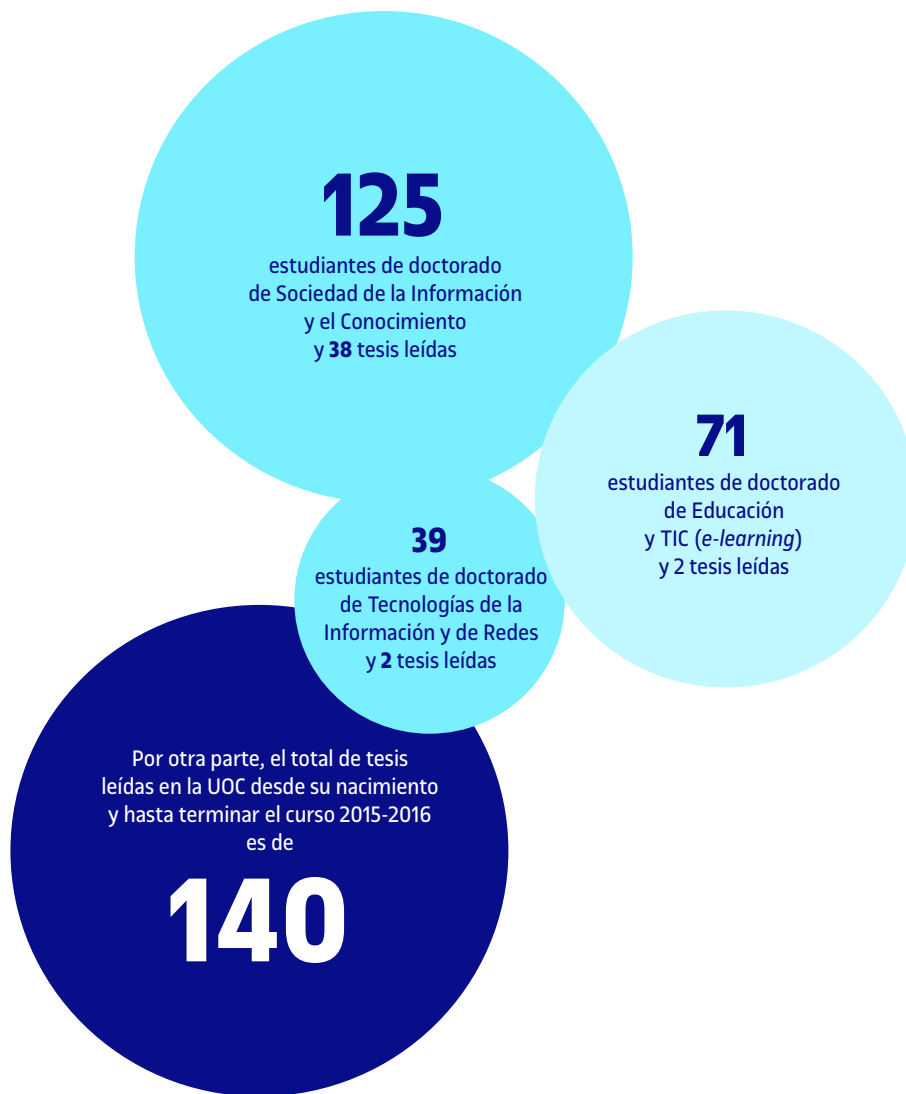 125
estudiantes de doctorado
de Sociedad de la Información
y el Conocimiento
y 38 tesis leídas
71
estudiantes de doctorado
de Educación
y TIC (e-learning)
y 2 tesis leídas
39
estudiantes de doctorado
de Tecnologías de la
Información y de Redes
y 2 tesis leídas
Por otra parte, el total de tesis
leídas en la UOC desde su nacimiento
y hasta terminar el curso 2015-2016
es de
140